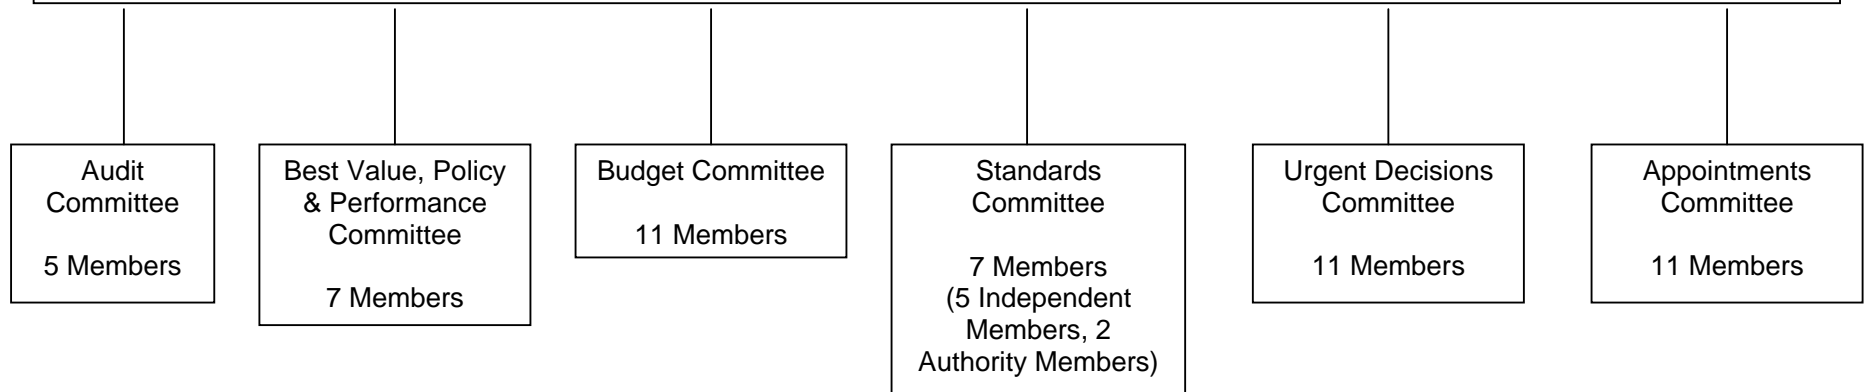 Audit
Committee
5 Members
Best Value, Policy
& Performance
Committee
7 Members
Budget Committee
11 Members
Standards
Committee
7 Members
(5 Independent
Members, 2
Authority Members)
Urgent Decisions
Committee
11 Members
Appointments
Committee
11 Members